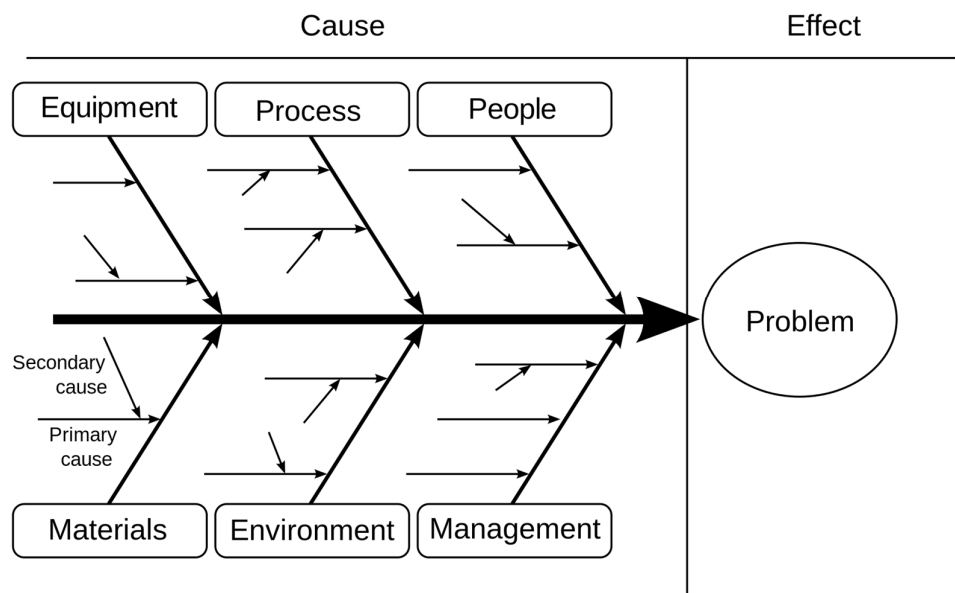 Cause
Effect
Equipment
Process
People
Problem
Secondary
cause
Primary
cause
Materials
Environment
Management